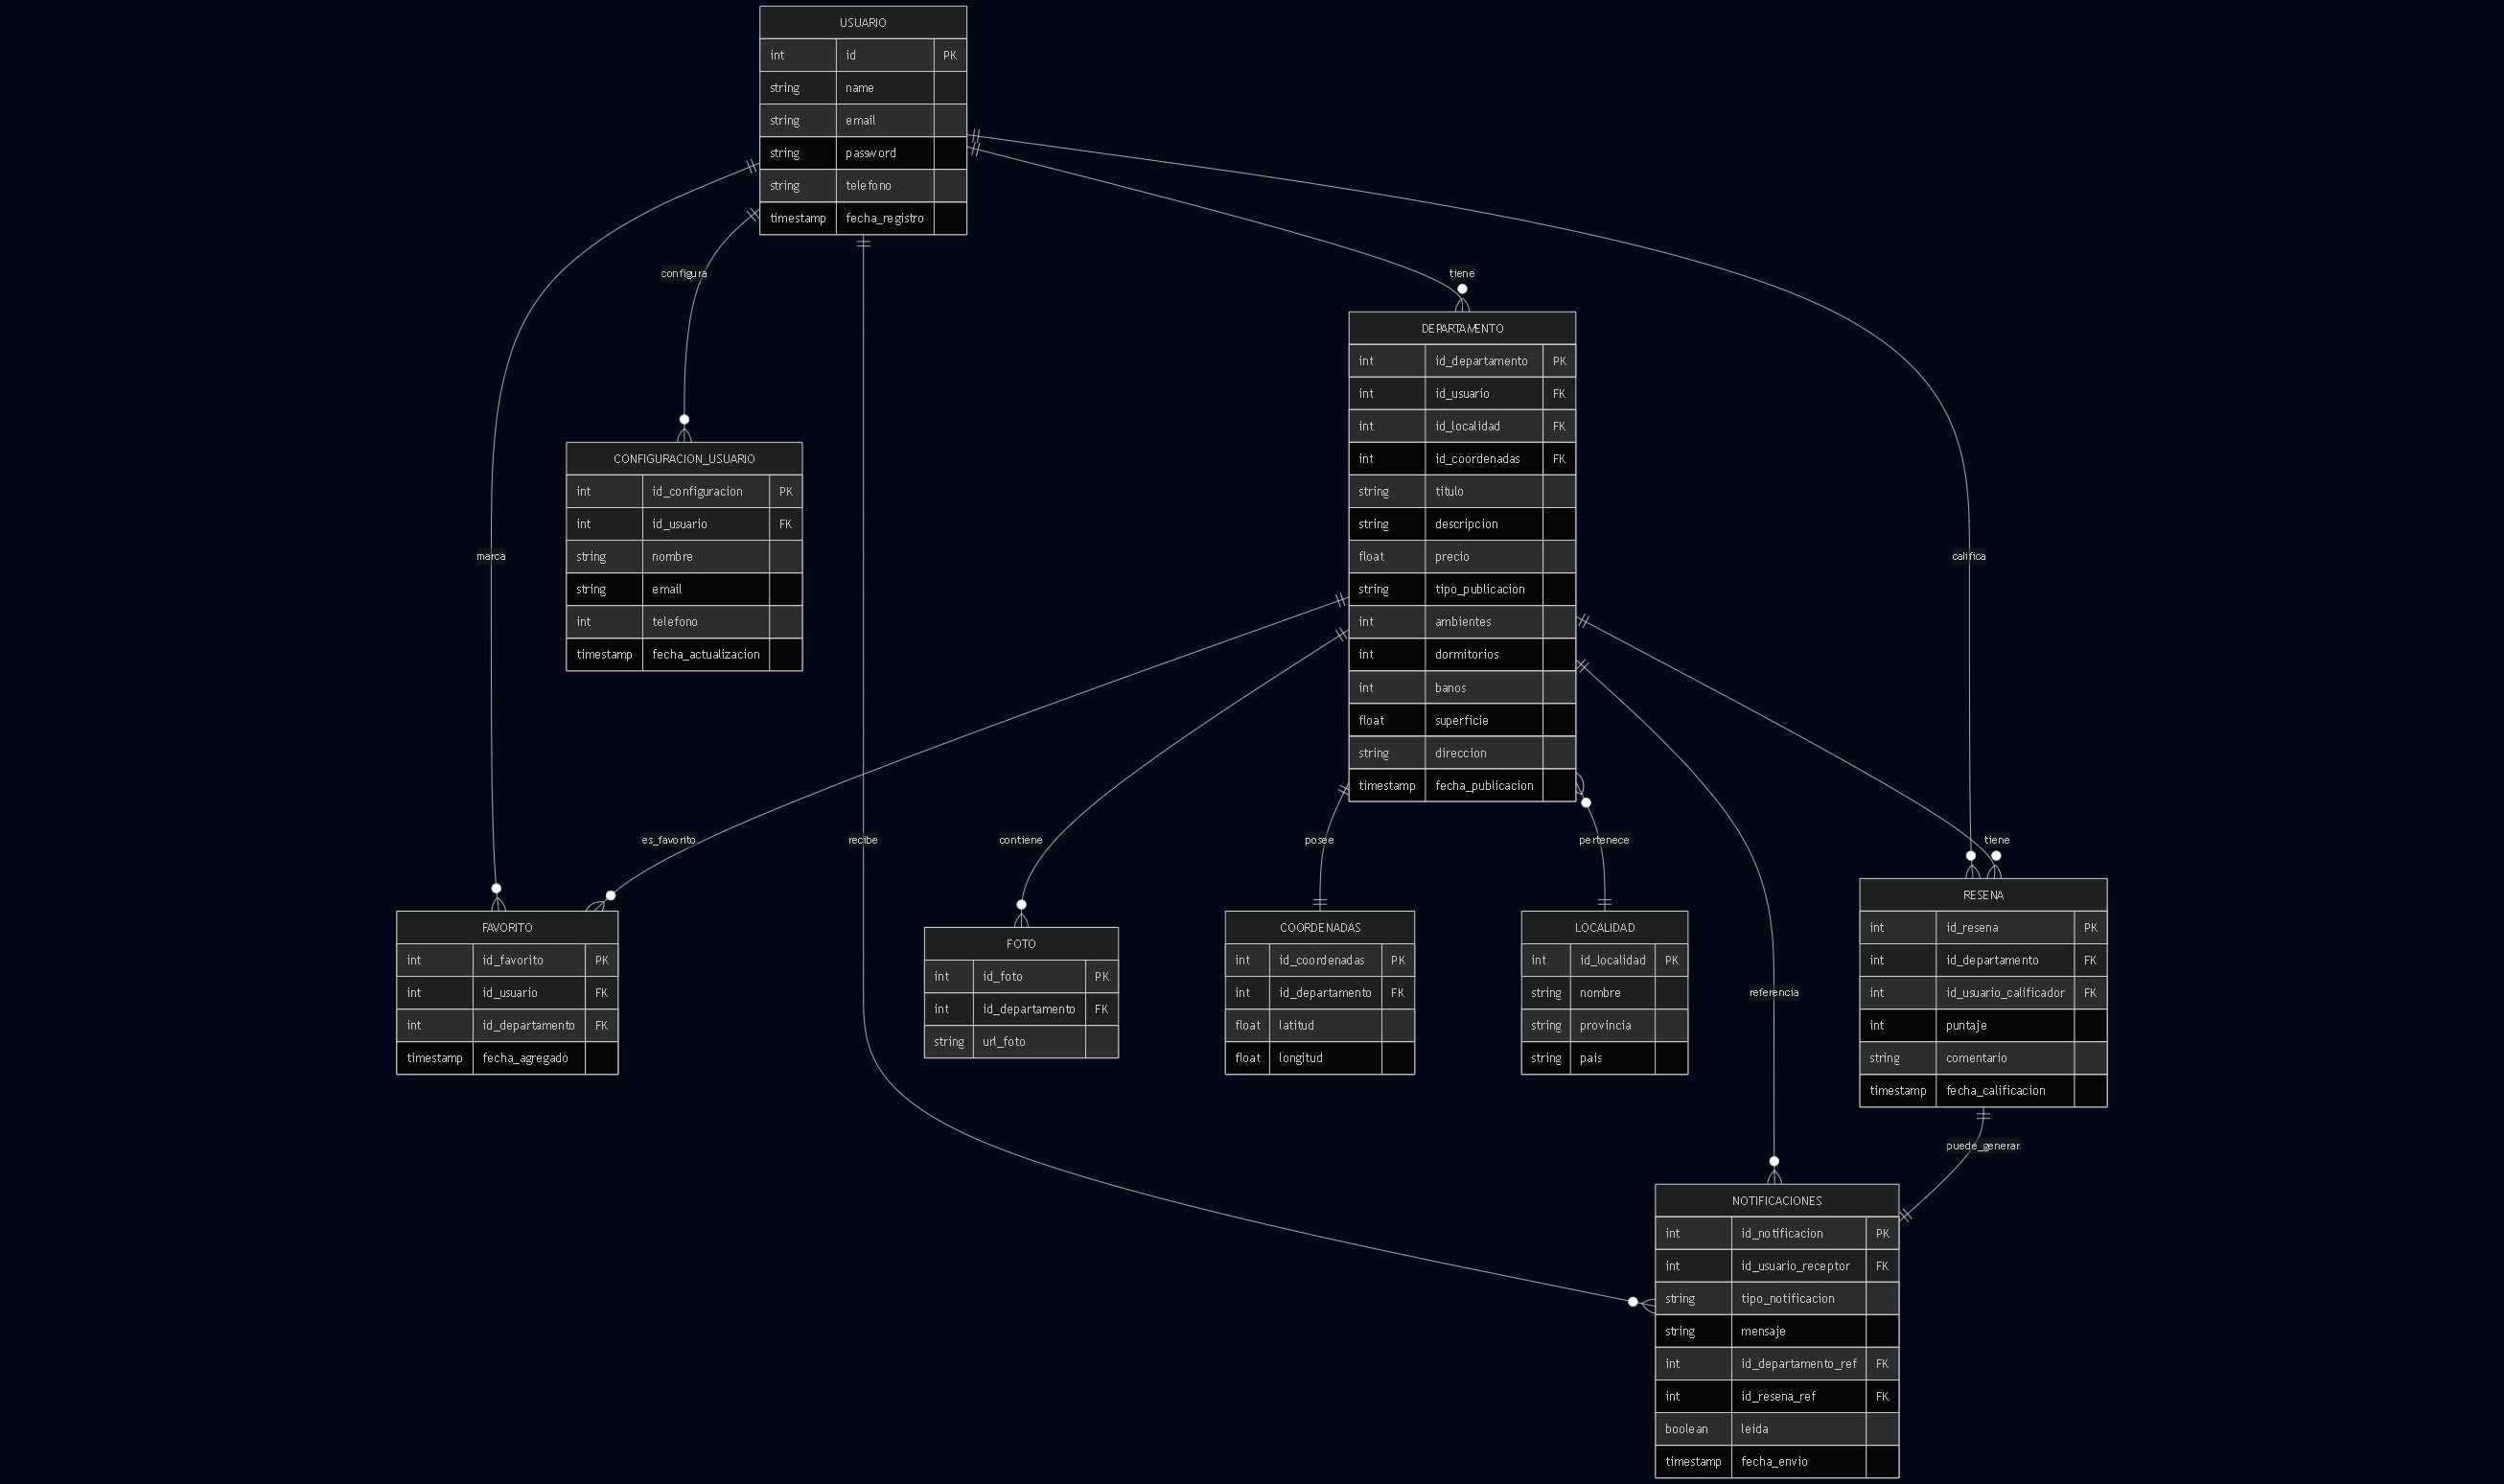 USUARIO
int id PK
string name
string email
string password
string telefono
timestamp fecha_registro
configura
tiene
DEPARTAMENTO
int id_departamento PK
int id_usuario FK
int id_localidad FK
int id_coordenadas FK
string titulo
string descripcion
float precio
string tipo_publicacion
int ambientes
int dormitorios
int banos
float superficie
string direccion
timestamp fecha_publicacion
CONFIGURACION_USUARIO
int id_configuracion PK
int id_usuario FK
string nombre
string email
int telefono
timestamp fecha_actualizacion
marca
califica
es_favorito
recibe
contiene
posee
pertenece
tiene
FAVORITO
int id_favorito PK
int id_usuario FK
int id_departamento FK
timestamp fecha_agregado
FOTO
int id_foto PK
int id_departamento FK
string url_foto
COORDENADAS
int id_coordenadas PK
int id_departamento FK
float latitud
float longitud
LOCALIDAD
int id_localidad PK
string nombre
string provincia
string pais
referencia
RESENA
int id_resena PK
int id_departamento FK
int id_usuario_calificador FK
int puntaje
string comentario
timestamp fecha_calificacion
puede_generar
NOTIFICACIONES
int id_notificacion PK
int id_usuario_receptor FK
string tipo_notificacion
string mensaje
int id_departamento_ref FK
int id_resena_ref FK
boolean leida
timestamp fecha_envio